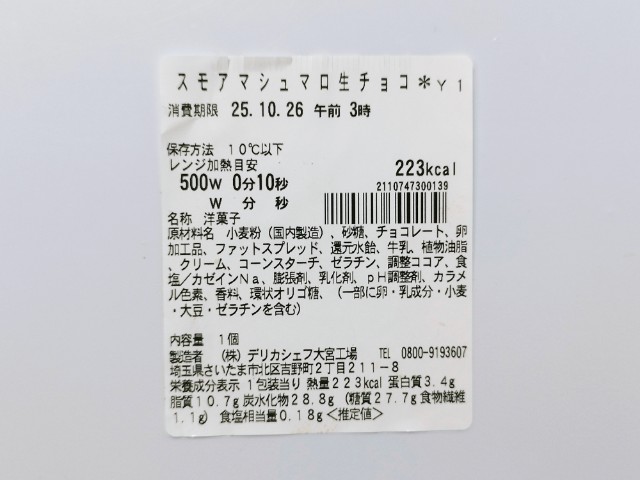 スモアマシュマロ生チョコ*Y1
消費期限 25.10.26 午前 3時
保存方法 10℃以下
レンジ加熱目安 223kcal
500W 0分10秒 2110747300139
W 分 秒
名称 洋菓子
原材料名 小麦粉(国内製造)、砂糖、チョコレート、卵
加工品、ファットスプレッド、還元水飴、牛乳、植物油脂
、クリーム、コーンスターチ、ゼラチン、調整ココア、食
塩/カゼインNa、膨張剤、乳化剤、pH調整剤、カラメ
ル色素、香料、環状オリゴ糖、(一部に卵・乳成分・小麦
・大豆・ゼラチンを含む)
内容量 1個
製造者 (株)デリカシェフ大宮工場 TEL 0800-9193607
埼玉県さいたま市北区吉野町2丁目211-8
栄養成分表示 1包装当り 熱量223kcal 蛋白質3.4g
脂質10.7g 炭水化物28.8g (糖質27.7g 食物繊維
1.1g) 食塩相当量0.18g<推定値>